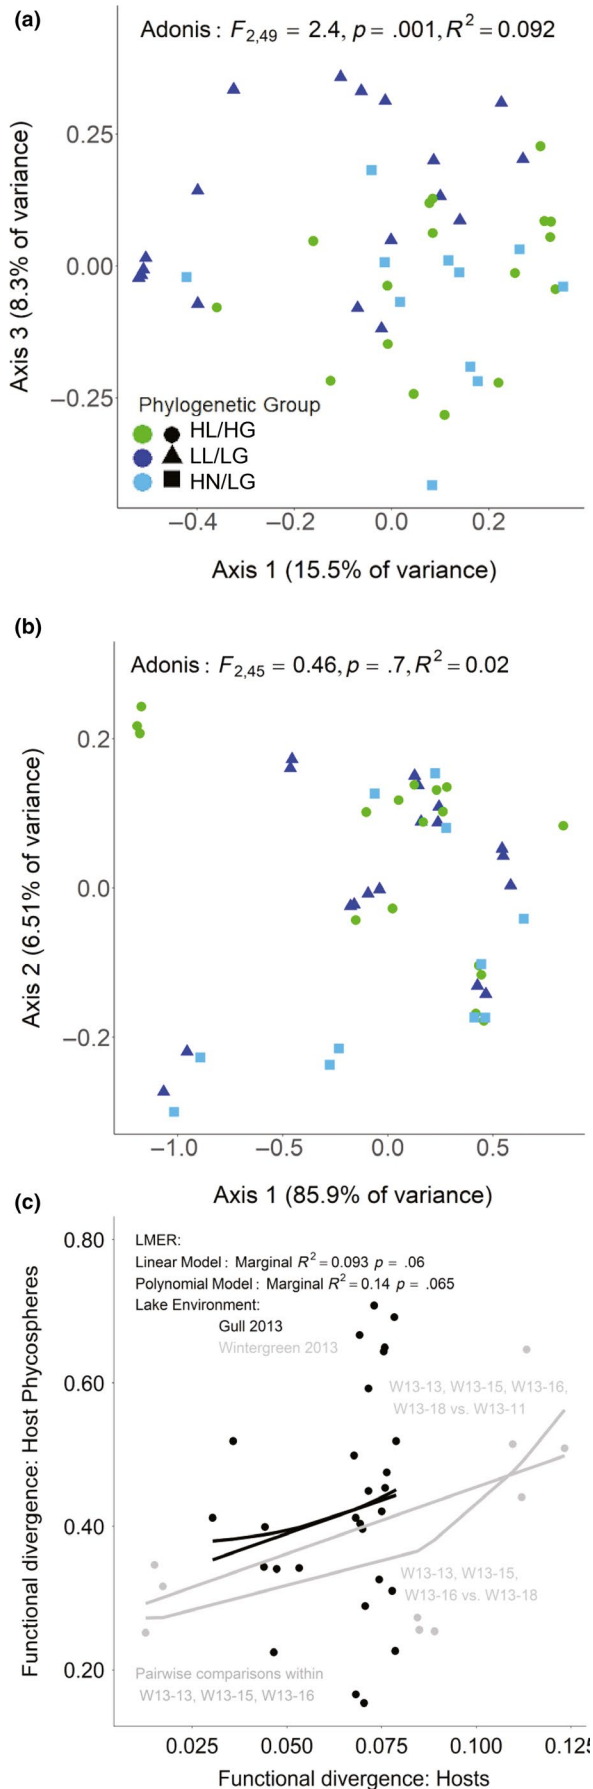 (a)
Adonis : F2,49 = 2.4, p = .001, R2 = 0.092
0.25
0.00
−0.25
Axis 3 (8.3% of variance)
Phylogenetic Group
HL/HG
LL/LG
HN/LG
−0.4 −0.2 0.0 0.2
Axis 1 (15.5% of variance)
(b)
Adonis : F2,45 = 0.46, p = .7, R2 = 0.02
0.2
0.0
−0.2
Axis 2 (6.51% of variance)
−1.0 −0.5 0.0 0.5
Axis 1 (85.9% of variance)
(c)
0.80
0.60
0.40
0.20
Functional divergence: Host Phycospheres
LMER:
Linear Model : Marginal R2 = 0.093 p = .06
Polynomial Model : Marginal R2 = 0.14 p = .065
Lake Environment:
Gull 2013
Wintergreen 2013
W13-13, W13-15, W13-16,
W13-18 vs. W13-11
W13-13, W13-15,
W13-16 vs. W13-18
Pairwise comparisons within
W13-13, W13-15, W13-16
0.025 0.050 0.075 0.100 0.125
Functional divergence: Hosts